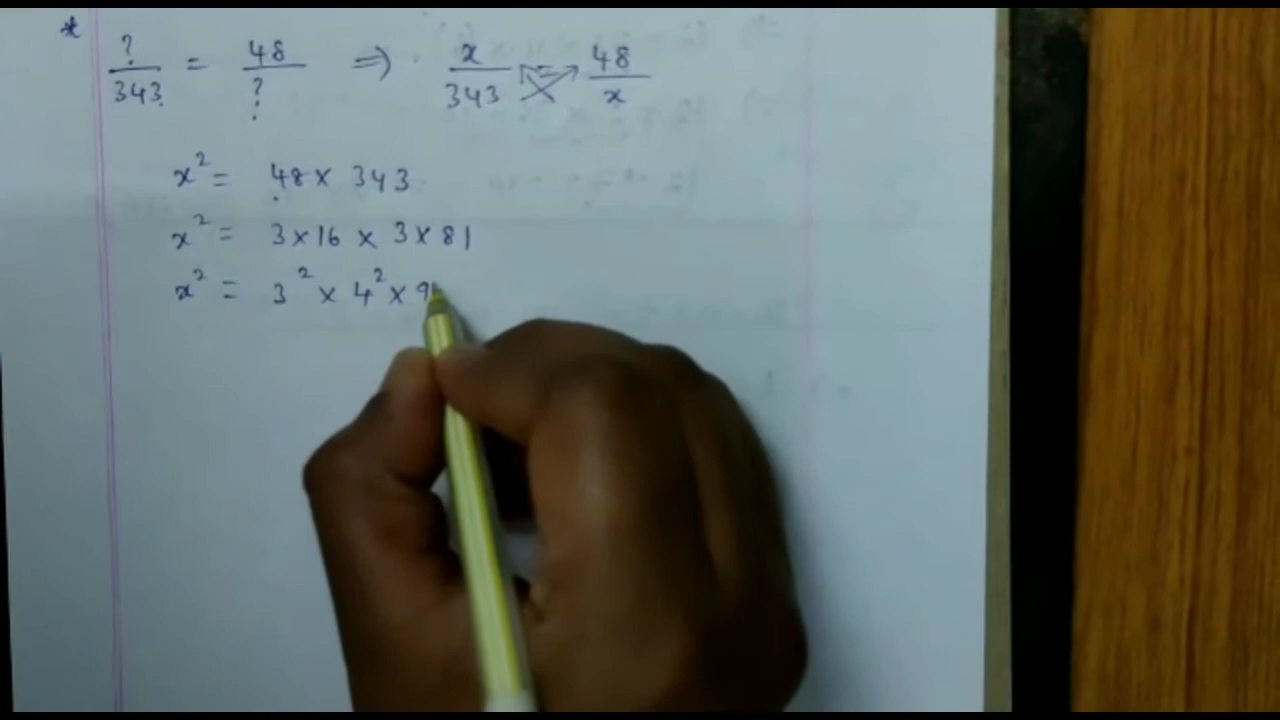 * ?/343 = 48/? ⇒ x/343 = 48/x
x² = 48 × 343
x² = 3×16 × 3×81
x² = 3² × 4² × 9